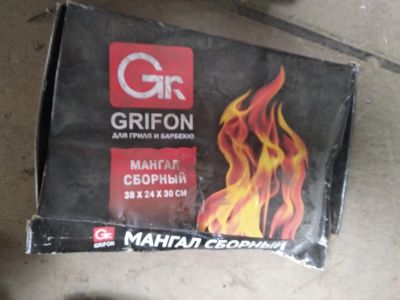 Gr
GRIFON
ДЛЯ ГРИЛЯ И БАРБЕКЮ
МАНГАЛ
СБОРНЫЙ
38 X 24 X 30 СМ
Gr
GRIFON
МАНГАЛ СБОРНЫЙ